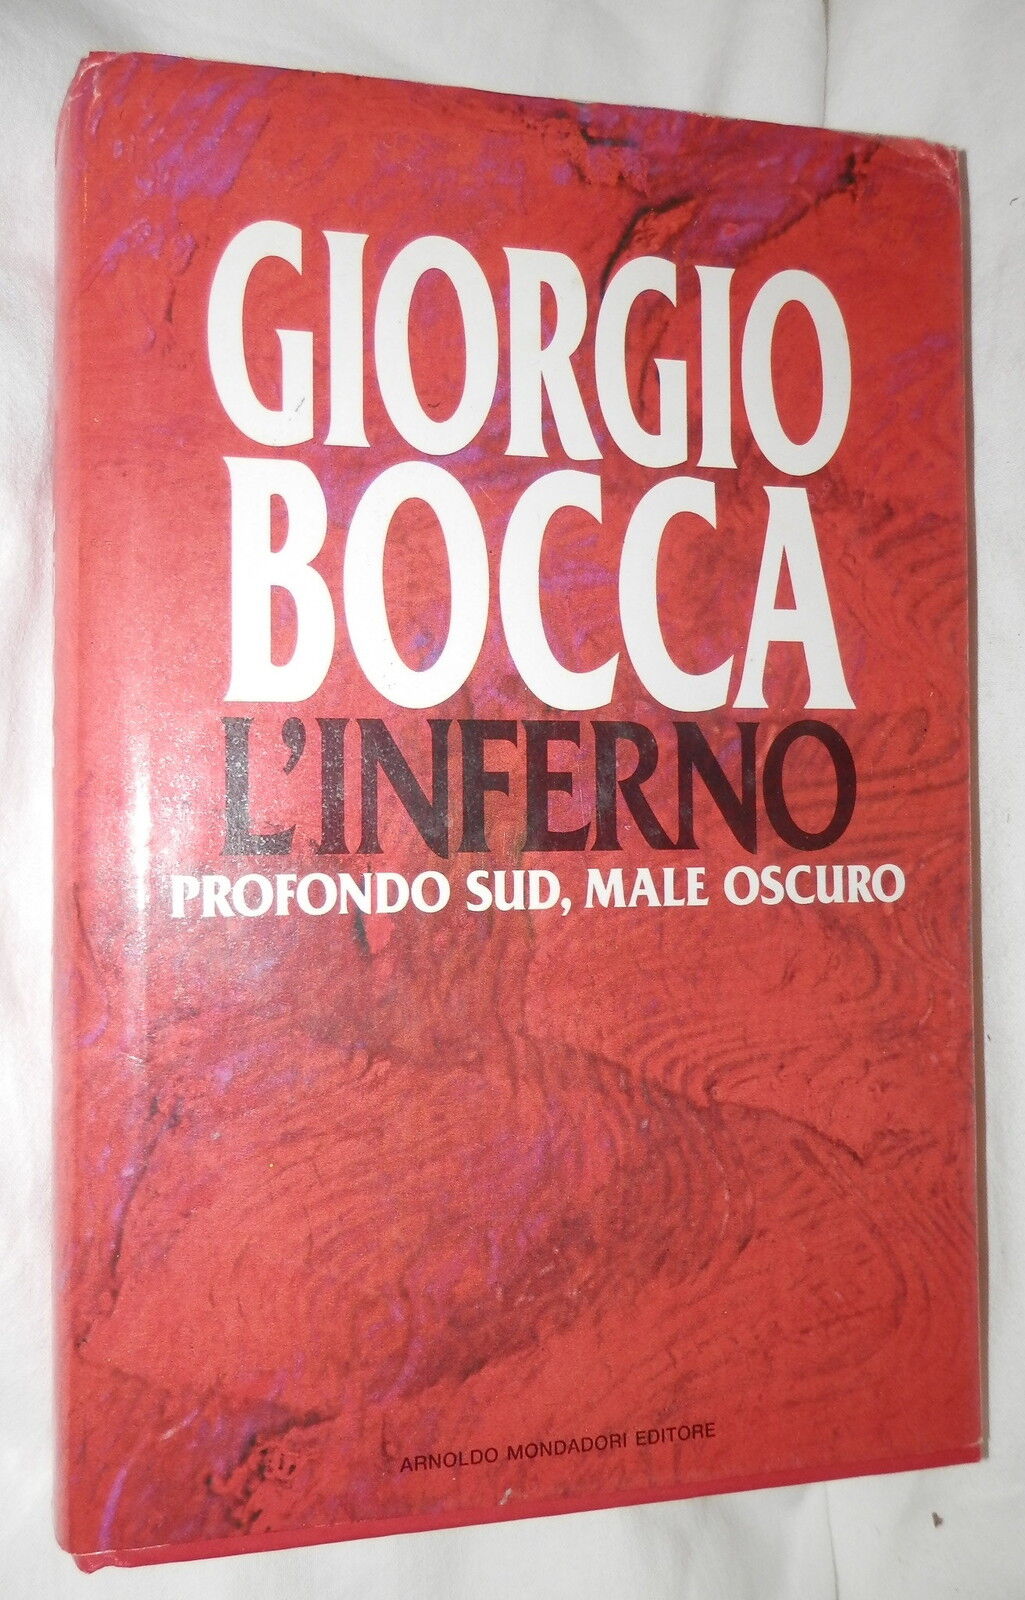 GIORGIO
BOCCA
L'INFERNO
PROFONDO SUD, MALE OSCURO
ARNOLDO MONDADORI EDITORE